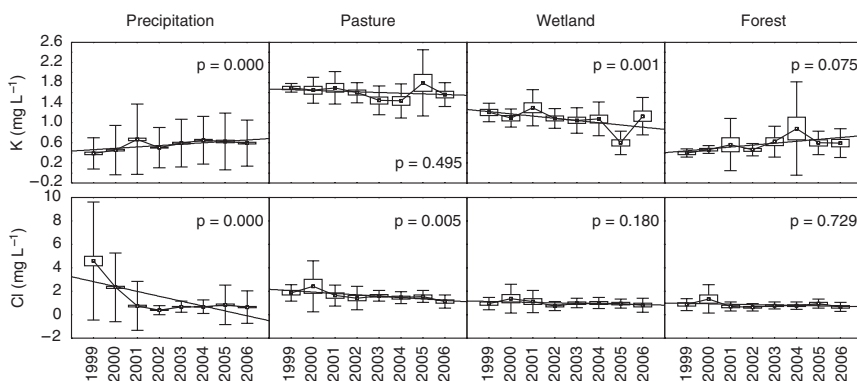 Precipitation Pasture Wetland Forest
K (mg L⁻¹)
2.6
2.2
1.8
1.4
1.0
0.6
0.2
−0.2
p = 0.000
p = 0.495
p = 0.001
p = 0.075
Cl (mg L⁻¹)
10
8
6
4
2
0
−2
p = 0.000
p = 0.005
p = 0.180
p = 0.729
1999 2000 2001 2002 2003 2004 2005 2006 1999 2000 2001 2002 2003 2004 2005 2006 1999 2000 2001 2002 2003 2004 2005 2006 1999 2000 2001 2002 2003 2004 2005 2006